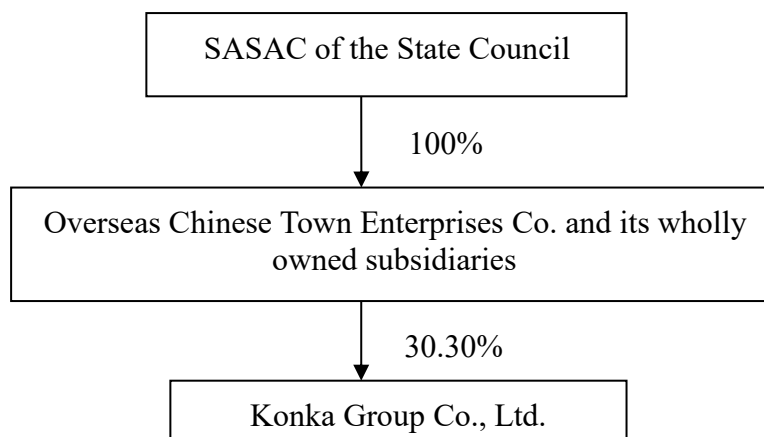 SASAC of the State Council
100%
Overseas Chinese Town Enterprises Co. and its wholly
owned subsidiaries
30.30%
Konka Group Co., Ltd.